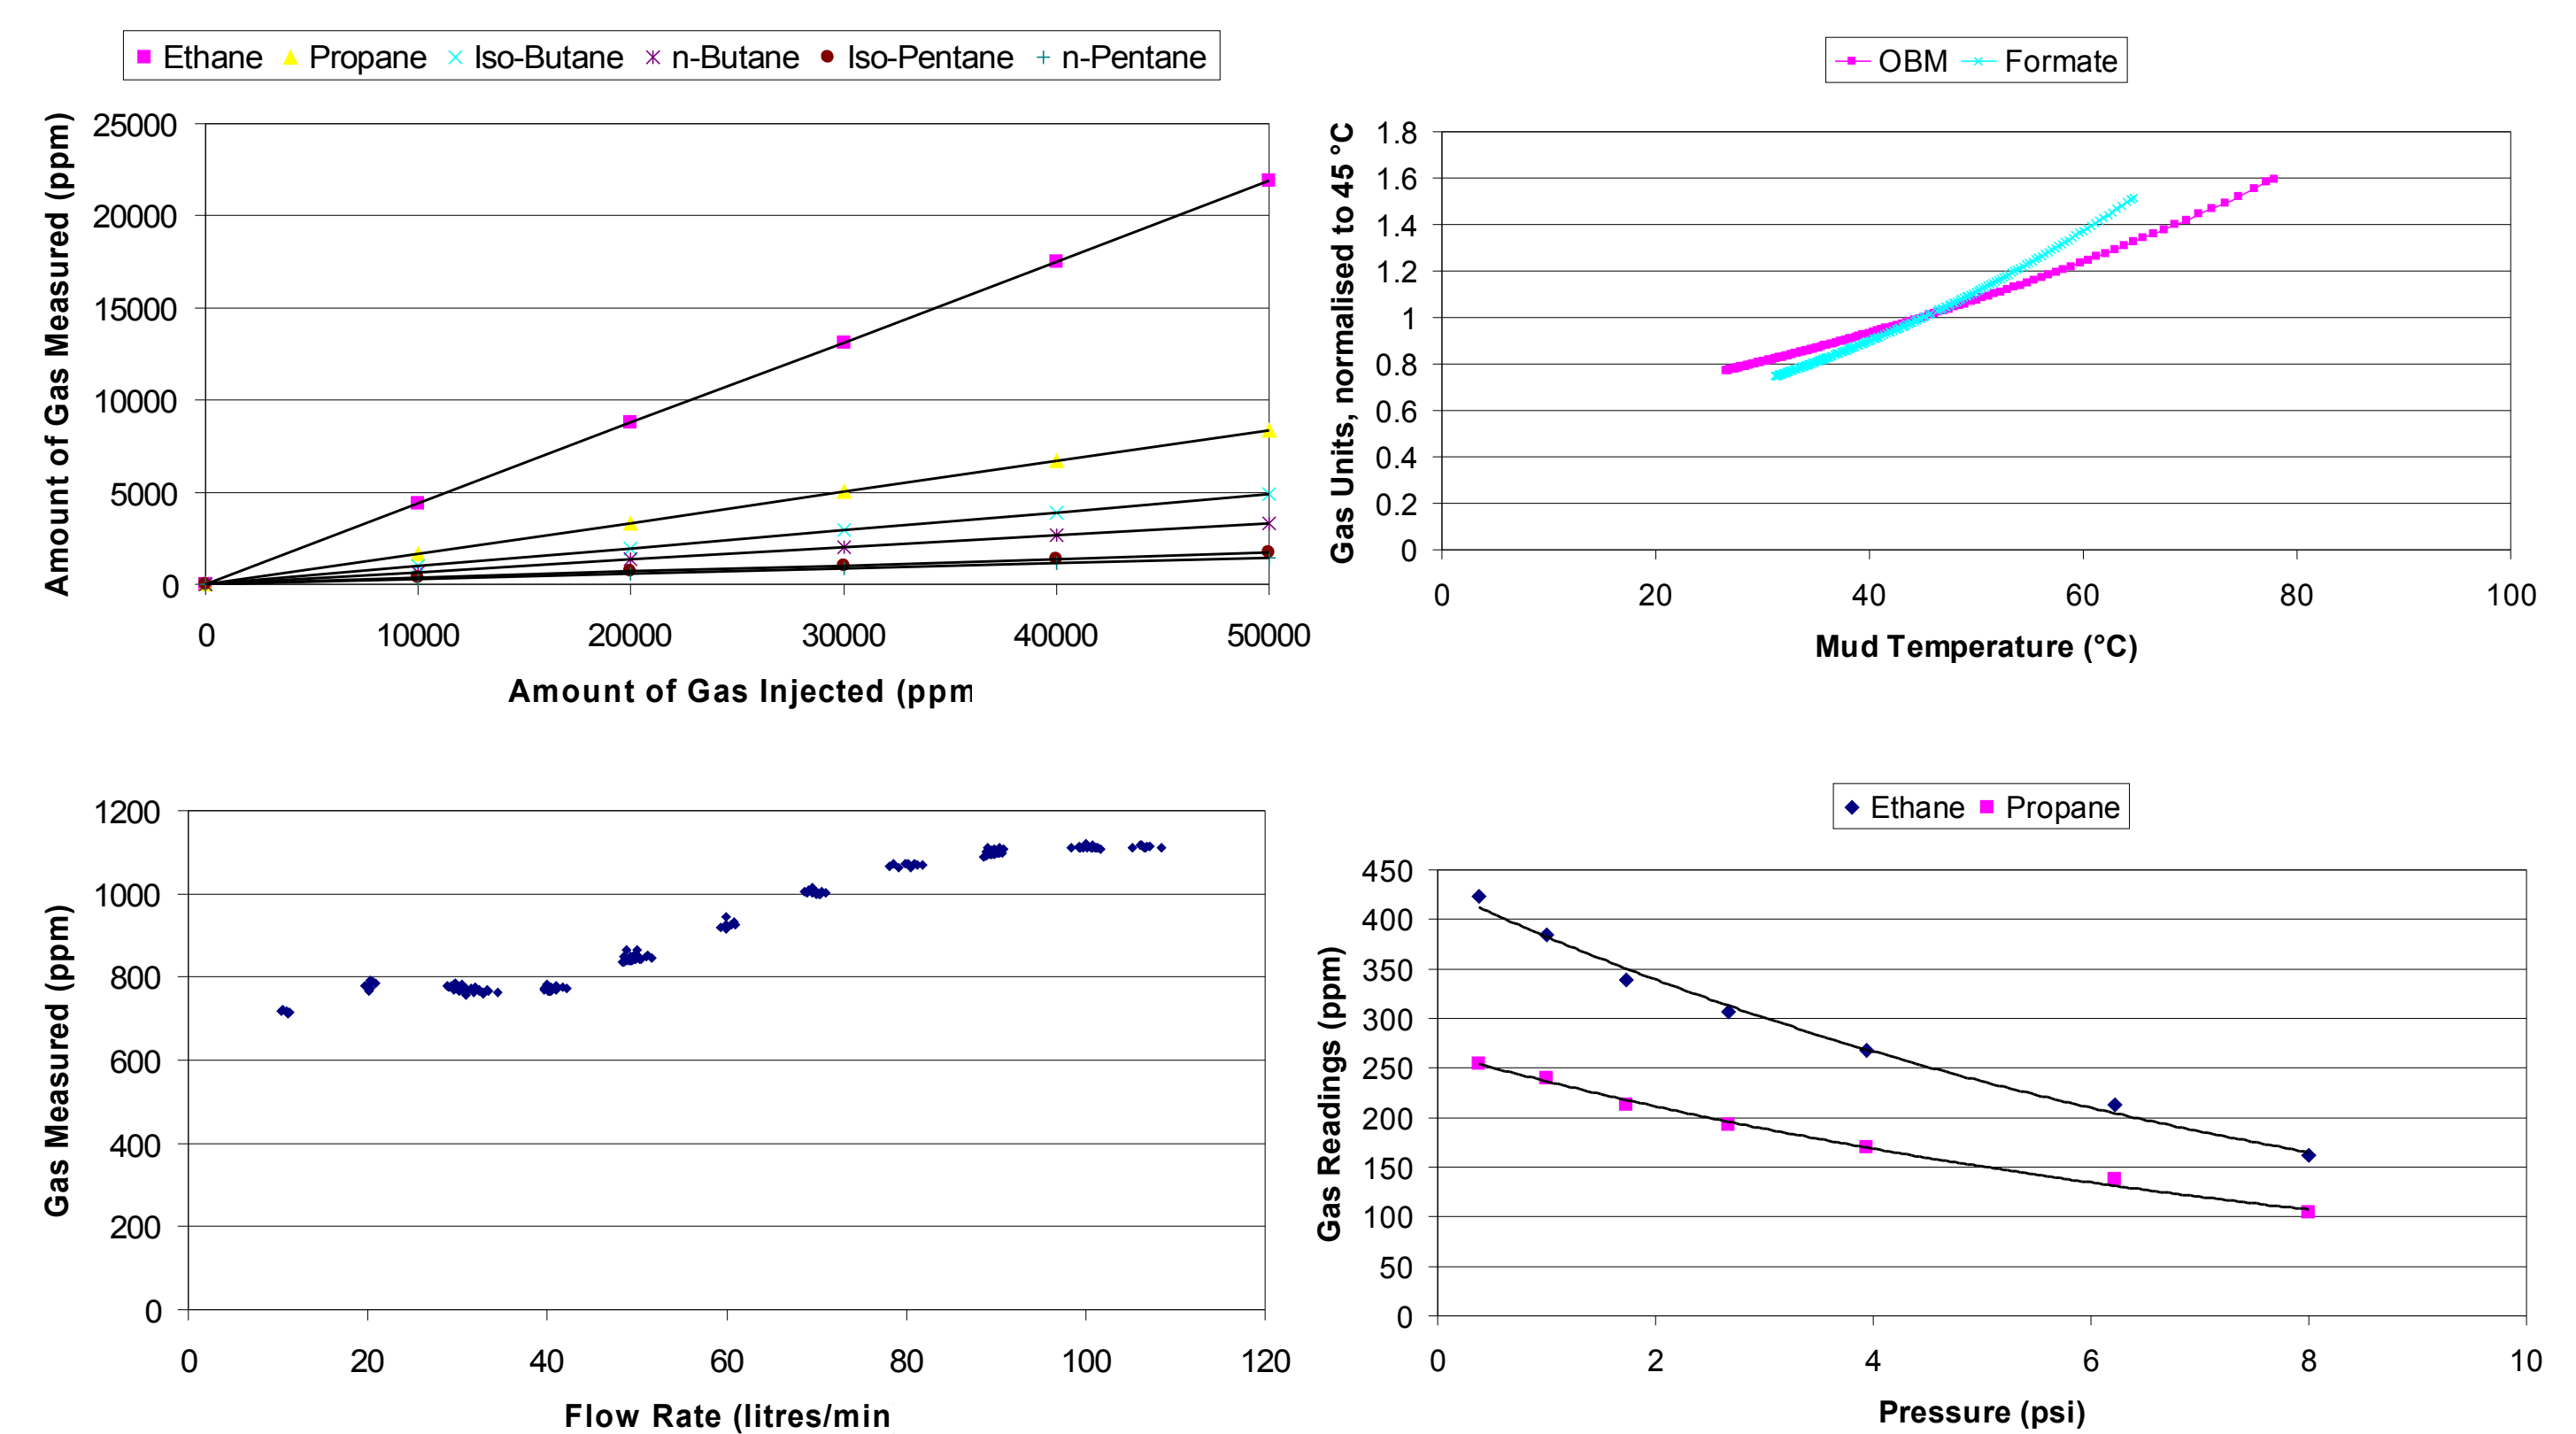 Ethane Propane Iso-Butane n-Butane Iso-Pentane n-Pentane
Amount of Gas Measured (ppm)
25000
20000
15000
10000
5000
0
0 10000 20000 30000 40000 50000
Amount of Gas Injected (ppm
OBM Formate
Gas Units, normalised to 45 °C
1.8
1.6
1.4
1.2
1
0.8
0.6
0.4
0.2
0
0 20 40 60 80 100
Mud Temperature (°C)
Gas Measured (ppm)
1200
1000
800
600
400
200
0
0 20 40 60 80 100 120
Flow Rate (litres/min
Ethane Propane
Gas Readings (ppm)
450
400
350
300
250
200
150
100
50
0
0 2 4 6 8 10
Pressure (psi)